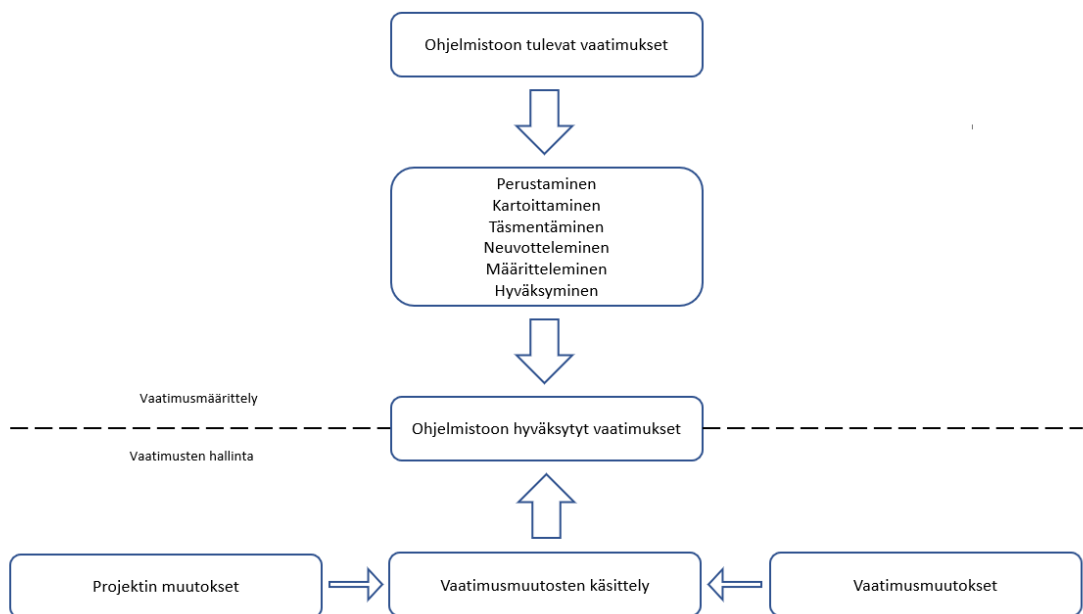 Ohjelmistoon tulevat vaatimukset
Perustaminen
Kartoittaminen
Täsmentäminen
Neuvotteleminen
Määritteleminen
Hyväksyminen
Vaatimusmäärittely
Ohjelmistoon hyväksytyt vaatimukset
Vaatimusten hallinta
Projektin muutokset
Vaatimusmuutosten käsittely
Vaatimusmuutokset